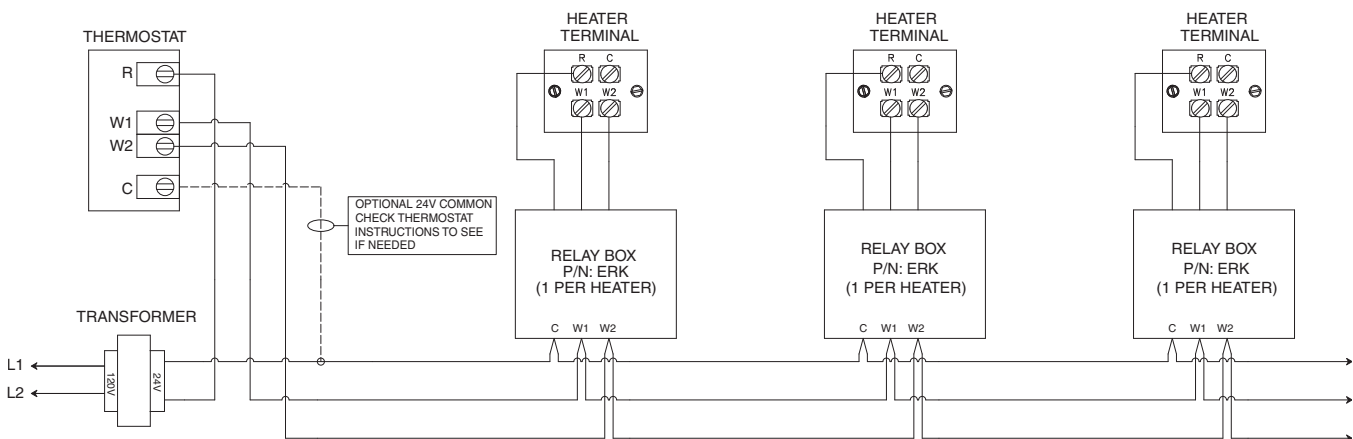 THERMOSTAT
R
W1
W2
C
OPTIONAL 24V COMMON
CHECK THERMOSTAT
INSTRUCTIONS TO SEE
IF NEEDED
TRANSFORMER
L1
L2
120V
24V
HEATER
TERMINAL
R C
W1 W2
RELAY BOX
P/N: ERK
(1 PER HEATER)
C W1 W2
HEATER
TERMINAL
R C
W1 W2
RELAY BOX
P/N: ERK
(1 PER HEATER)
C W1 W2
HEATER
TERMINAL
R C
W1 W2
RELAY BOX
P/N: ERK
(1 PER HEATER)
C W1 W2